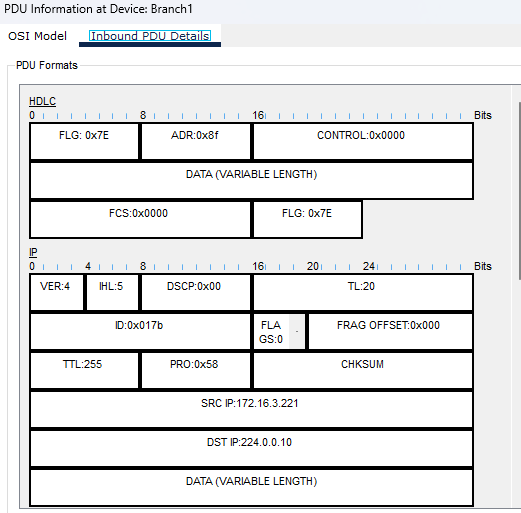 PDU Information at Device: Branch1
OSI Model Inbound PDU Details
PDU Formats
HDLC
0 8 16 Bits
FLG: 0x7E ADR:0x8f CONTROL:0x0000
DATA (VARIABLE LENGTH)
FCS:0x0000 FLG: 0x7E
IP
0 4 8 16 20 24 Bits
VER:4 IHL:5 DSCP:0x00 TL:20
ID:0x017b FLA GS:0 FRAG OFFSET:0x000
TTL:255 PRO:0x58 CHKSUM
SRC IP:172.16.3.221
DST IP:224.0.0.10
DATA (VARIABLE LENGTH)